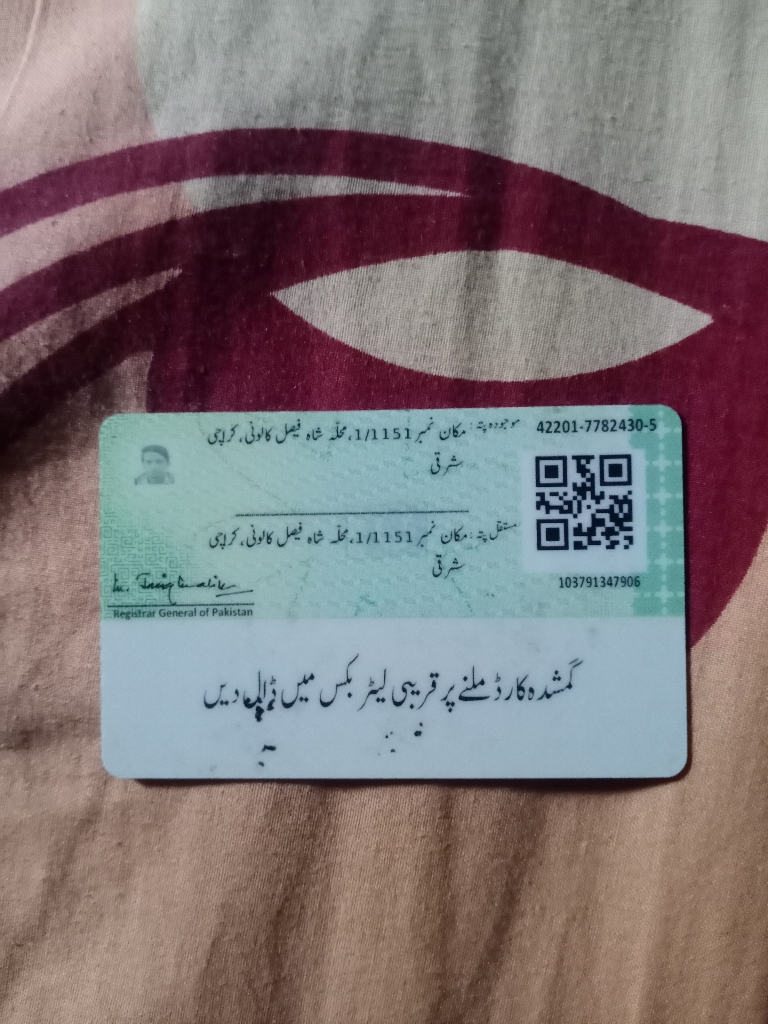 42201-7782430-5
موجودہ پتہ: مکان نمبر 1/1151، محلّہ شاہ فیصل کالونی، کراچی
شرقی
مستقل پتہ: مکان نمبر 1/1151، محلّہ شاہ فیصل کالونی، کراچی
شرقی
103791347906
Registrar General of Pakistan
گمشدہ کارڈ ملنے پر قریبی لیٹر بکس میں ڈال دیں